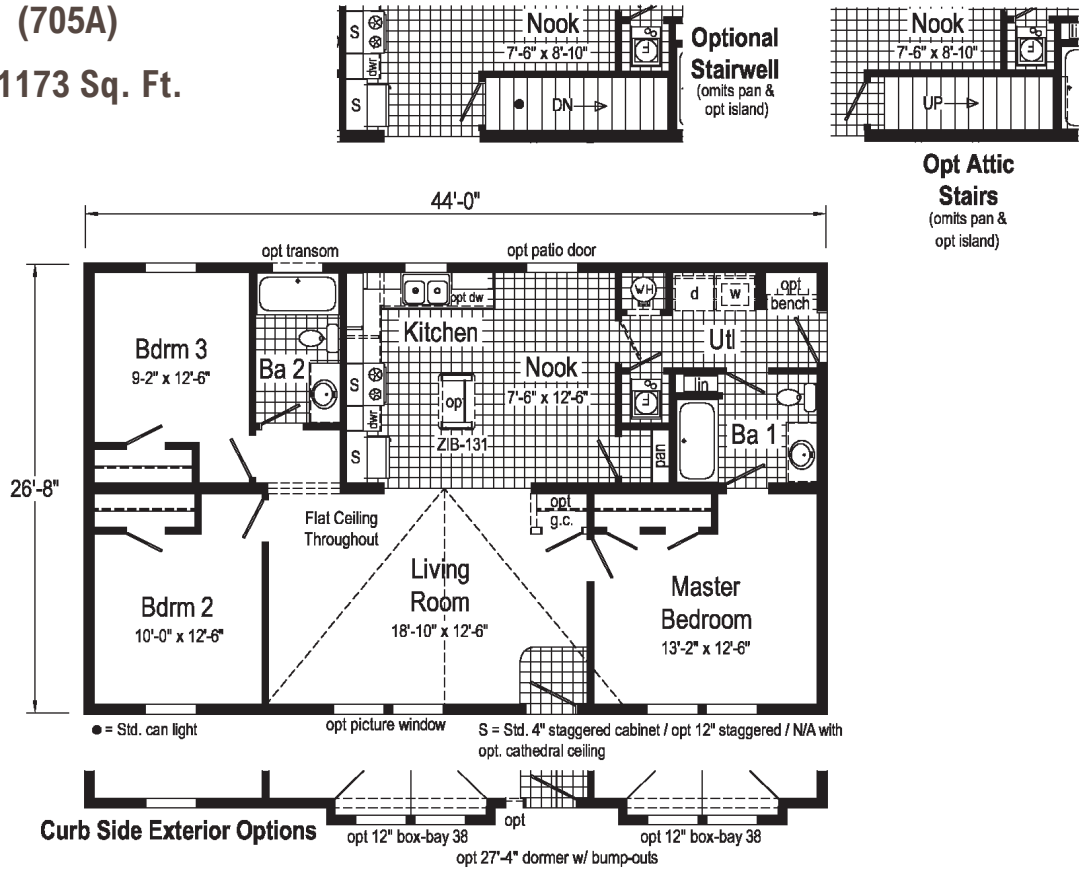 (705A)
1173 Sq. Ft.
S
dwr
S
Nook
7'-6" x 8'-10"
DN
Optional
Stairwell
(omits pan &
opt island)
Nook
7'-6" x 8'-10"
UP
Opt Attic
Stairs
(omits pan &
opt island)
44'-0"
opt transom
opt patio door
26'-8"
Bdrm 3
9-2" x 12'-6"
Ba 2
opt dw
Kitchen
S
dwr
S
opt
ZIB-131
Nook
7'-6" x 12'-6"
WH
d
w
opt
bench
Utl
lin
Ba 1
pan
opt
g.c.
Flat Ceiling
Throughout
Bdrm 2
10'-0" x 12'-6"
Living
Room
18'-10" x 12'-6"
Master
Bedroom
13'-2" x 12'-6"
● = Std. can light
opt picture window
S = Std. 4" staggered cabinet / opt 12" staggered / N/A with
opt. cathedral ceiling
Curb Side Exterior Options
opt 12" box-bay 38
opt
opt 12" box-bay 38
opt 27'-4" dormer w/ bump-outs